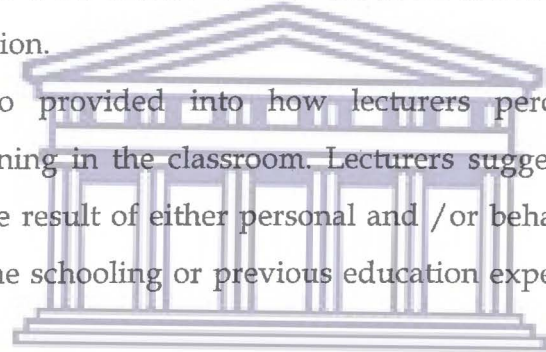 ion.
o provided into how lecturers perc
ning in the classroom. Lecturers sugge
e result of either personal and /or beha
ne schooling or previous education expe